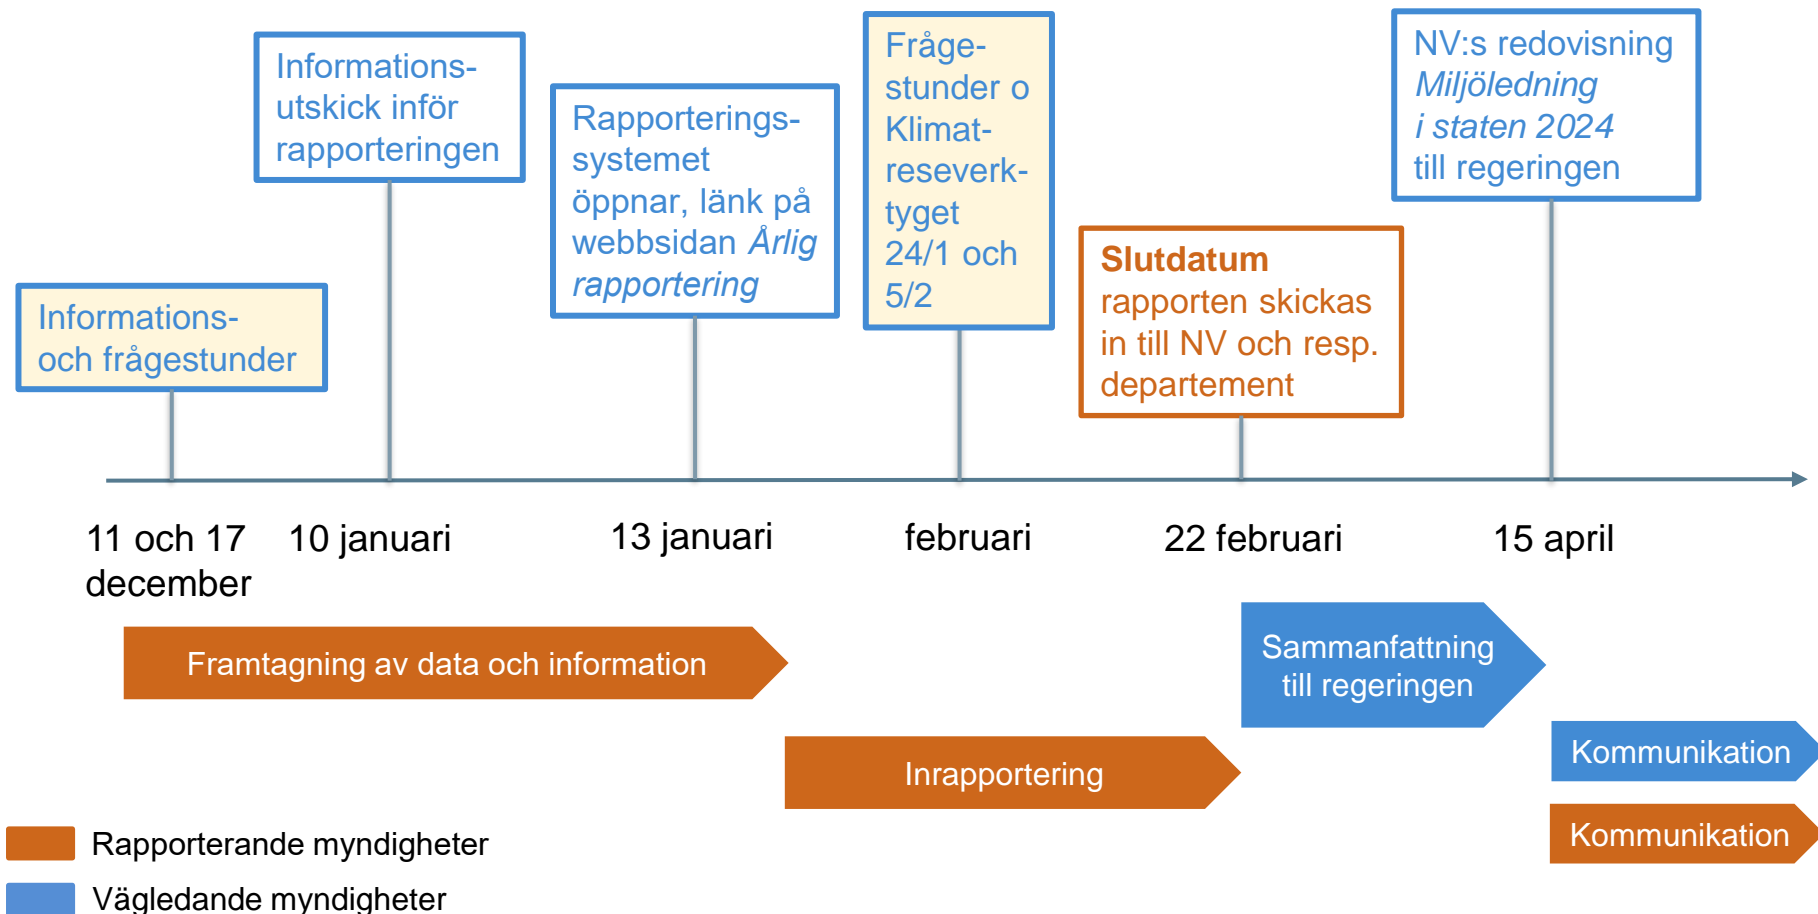 Informations-
och frågestunder
Informations-
utskick inför
rapporteringen
Rapporterings-
systemet
öppnar, länk på
webbsidan Årlig
rapportering
Fråge-
stunder o
Klimat-
reseverk-
tyget
24/1 och
5/2
Slutdatum
rapporten skickas
in till NV och resp.
departement
NV:s redovisning
Miljöledning
i staten 2024
till regeringen
11 och 17
december
10 januari
13 januari
februari
22 februari
15 april
Framtagning av data och information
Sammanfattning
till regeringen
Inrapportering
Kommunikation
Kommunikation
Rapporterande myndigheter
Vägledande myndigheter